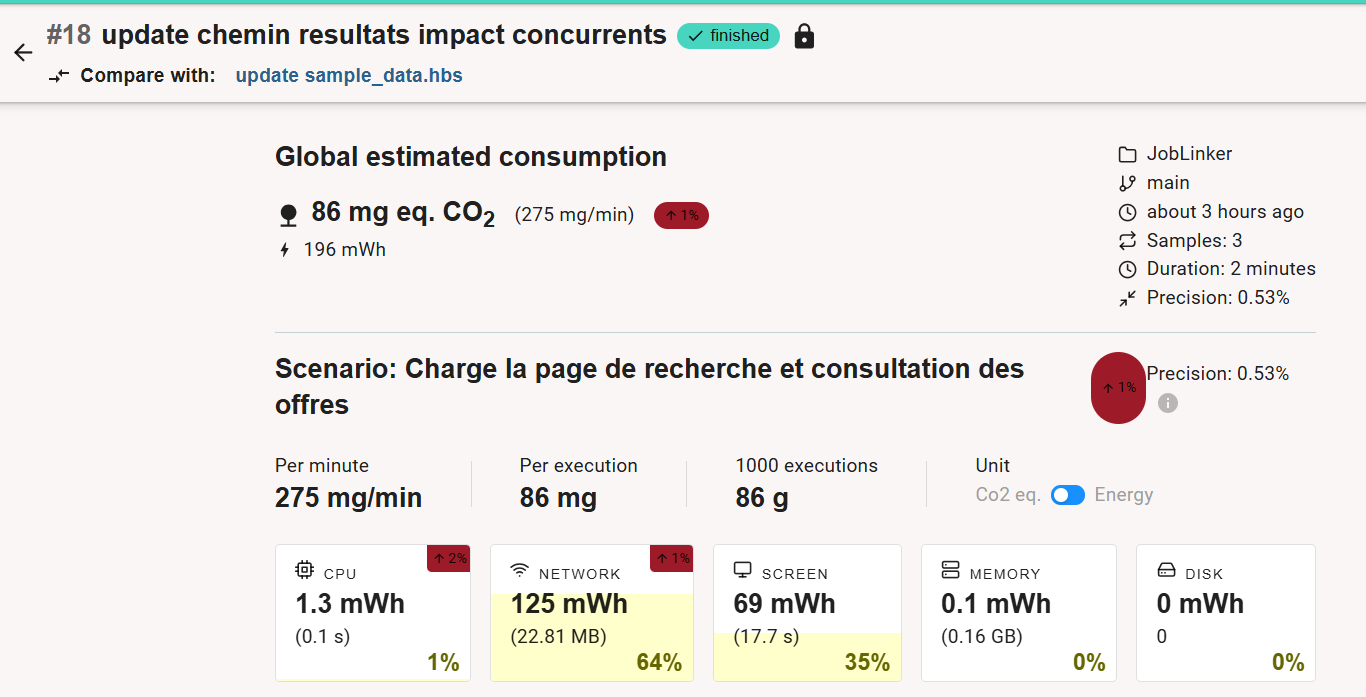 #18 update chemin resultats impact concurrents finished
Compare with: update sample_data.hbs
Global estimated consumption
86 mg eq. CO2 (275 mg/min) ↑ 1%
196 mWh
JobLinker
main
about 3 hours ago
Samples: 3
Duration: 2 minutes
Precision: 0.53%
Scenario: Charge la page de recherche et consultation des
offres
↑ 1%
Precision: 0.53%
Per minute
275 mg/min
Per execution
86 mg
1000 executions
86 g
Unit
Co2 eq. Energy
↑ 2%
CPU
1.3 mWh
(0.1 s)
1%
↑ 1%
NETWORK
125 mWh
(22.81 MB)
64%
SCREEN
69 mWh
(17.7 s)
35%
MEMORY
0.1 mWh
(0.16 GB)
0%
DISK
0 mWh
0
0%